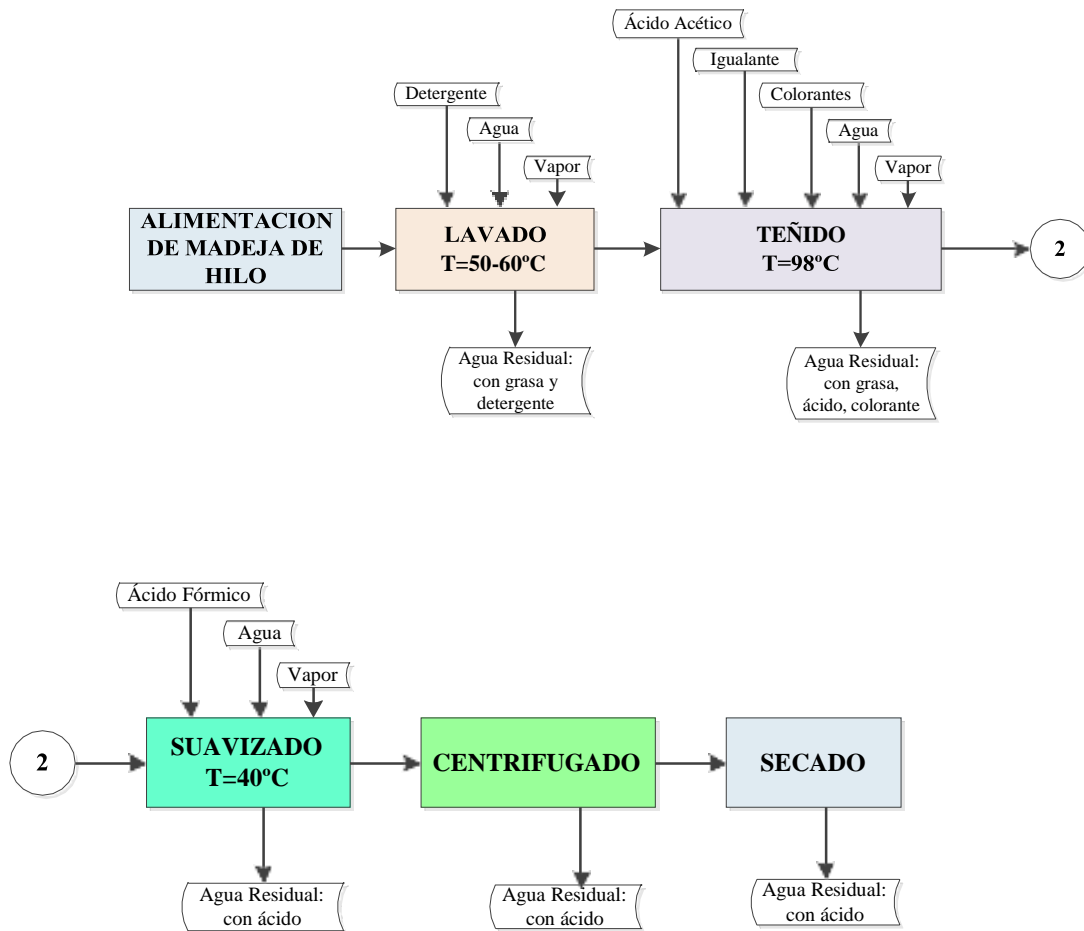 Ácido Acético
Igualante
Detergente
Colorantes
Agua
Agua
Vapor
Vapor
ALIMENTACION
DE MADEJA DE
HILO
LAVADO
T=50-60ºC
TEÑIDO
T=98ºC
2
Agua Residual:
con grasa y
detergente
Agua Residual:
con grasa,
ácido, colorante
Ácido Fórmico
Agua
Vapor
2
SUAVIZADO
T=40ºC
CENTRIFUGADO
SECADO
Agua Residual:
con ácido
Agua Residual:
con ácido
Agua Residual:
con ácido